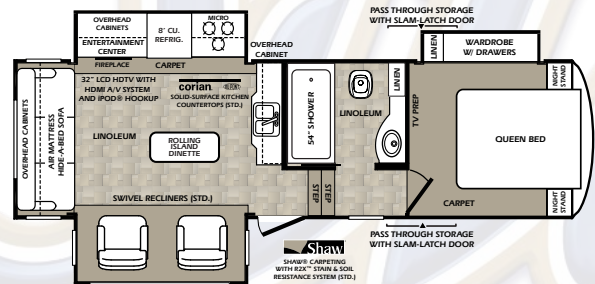 PASS THROUGH STORAGE
WITH SLAM-LATCH DOOR
OVERHEAD
CABINETS
8' CU.
REFRIG.
MICRO
ENTERTAINMENT
CENTER
FIREPLACE
CARPET
OVERHEAD
CABINET
LINEN
WARDROBE
W/ DRAWERS
32" LCD HDTV WITH
HDMI A/V SYSTEM
AND IPOD® HOOKUP
corian.
DUPONT
SOLID-SURFACE KITCHEN
COUNTERTOPS (STD.)
OVERHEAD CABINETS
AIR MATTRESS
HIDE-A-BED SOFA
LINOLEUM
ROLLING
ISLAND
DINETTE
54" SHOWER
LINOLEUM
LINEN
TV PREP
NIGHT
STAND
QUEEN BED
NIGHT
STAND
CARPET
STEP
STEP
SWIVEL RECLINERS (STD.)
PASS THROUGH STORAGE
WITH SLAM-LATCH DOOR
Shaw
SHAW® CARPETING
WITH R2X™ STAIN & SOIL
RESISTANCE SYSTEM (STD.)